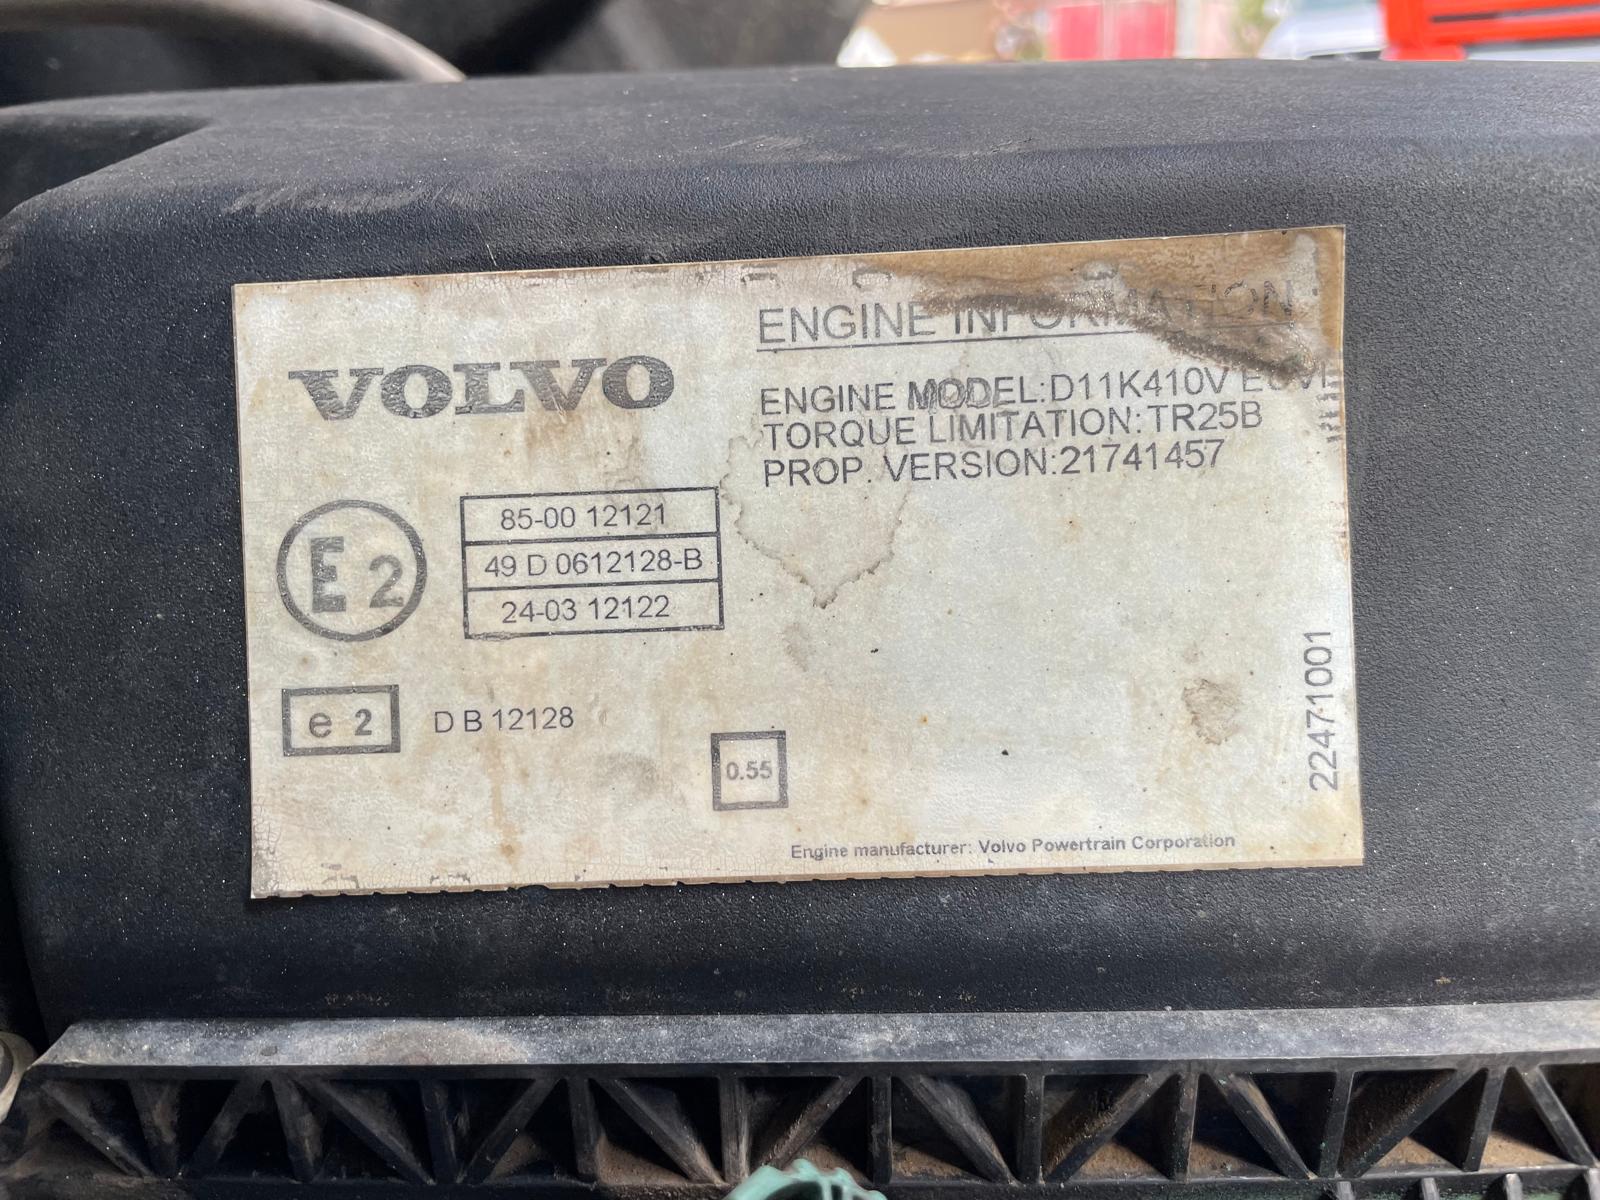 VOLVO
ENGINE INFORMATION
ENGINE MODEL:D11K410V
TORQUE LIMITATION:TR25B
PROP. VERSION:21741457
E2
85-00 12121
49 D 0612128-B
24-03 12122
e 2
D B 12128
0.55
22471001
Engine manufacturer: Volvo Powertrain Corporation